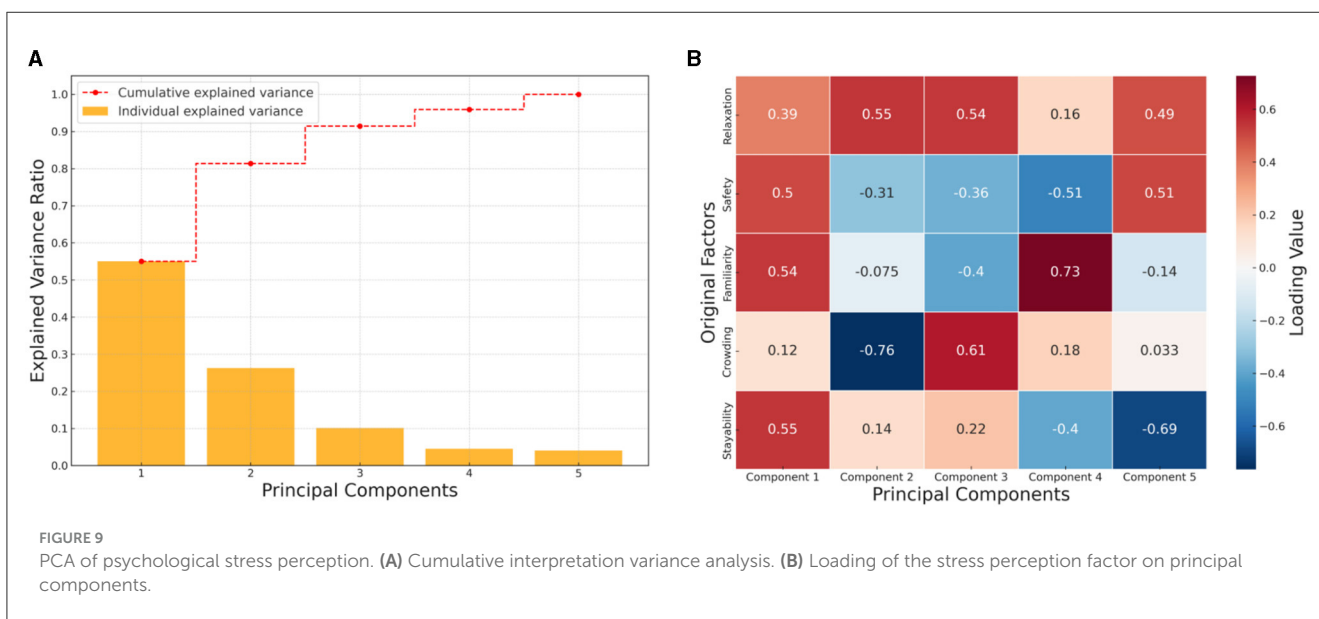 A
Cumulative explained variance
Individual explained variance
Explained Variance Ratio
1.0
0.9
0.8
0.7
0.6
0.5
0.4
0.3
0.2
0.1
0.0
1 2 3 4 5
Principal Components
B
Original Factors
Relaxation
0.39 0.55 0.54 0.16 0.49
Safety
0.5 -0.31 -0.36 -0.51 0.51
Familiarity
0.54 -0.075 -0.4 0.73 -0.14
Crowding
0.12 -0.76 0.61 0.18 0.033
Stayability
0.55 0.14 0.22 -0.4 -0.69
Component 1 Component 2 Component 3 Component 4 Component 5
Principal Components
0.6
0.4
0.2
0.0
−0.2
−0.4
−0.6
Loading Value
FIGURE 9
PCA of psychological stress perception. (A) Cumulative interpretation variance analysis. (B) Loading of the stress perception factor on principal
components.